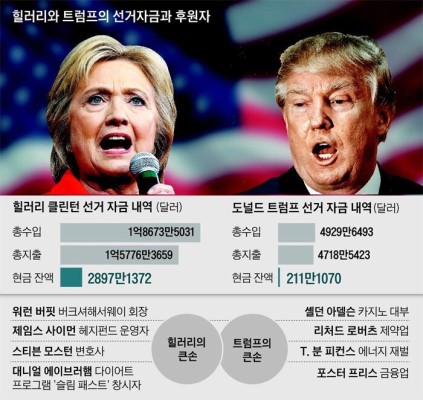 힐러리와 트럼프의 선거자금과 후원자
힐러리 클린턴 선거 자금 내역 (달러)
총수입 1억8673만5031
총지출 1억5776만3659
현금 잔액 2897만1372
도널드 트럼프 선거 자금 내역 (달러)
총수입 4929만6493
총지출 4718만5423
현금 잔액 211만1070
워런 버핏 버크셔해서웨이 회장
제임스 사이먼 헤지펀드 운영자
스티븐 모스턴 변호사
대니얼 에이브러햄 다이어트
프로그램 '슬림 패스트' 창시자
힐러리의
큰손
트럼프의
큰손
셸던 아델슨 카지노 대부
리처드 로버츠 제약업
T. 분 피컨스 에너지 재벌
포스터 프리스 금융업